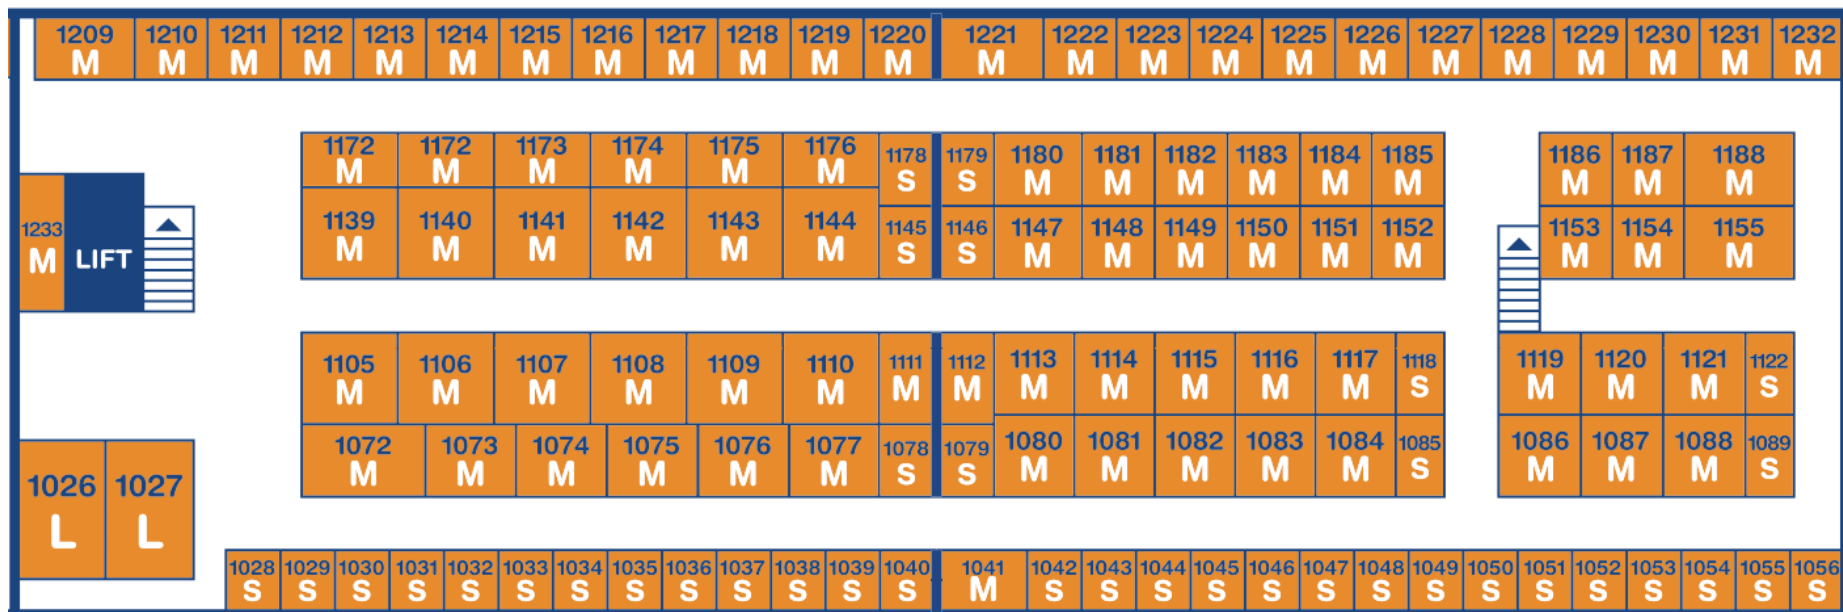 1209 1210 1211 1212 1213 1214 1215 1216 1217 1218 1219 1220 1221 1222 1223 1224 1225 1226 1227 1228 1229 1230 1231 1232
M M M M M M M M M M M M M M M M M M M M M M M M
1172 1172 1173 1174 1175 1176 1178 1179 1180 1181 1182 1183 1184 1185 1186 1187 1188
M M M M M M S S M M M M M M M M M
1139 1140 1141 1142 1143 1144 1145 1146 1147 1148 1149 1150 1151 1152 1153 1154 1155
M M M M M M S S M M M M M M M M M
1233
M LIFT
1105 1106 1107 1108 1109 1110 1111 1112 1113 1114 1115 1116 1117 1118 1119 1120 1121 1122
M M M M M M M M M M M M M S M M M S
1072 1073 1074 1075 1076 1077 1078 1079 1080 1081 1082 1083 1084 1085 1086 1087 1088 1089
M M M M M M S S M M M M M S M M M S
1026 1027
L L
1028 1029 1030 1031 1032 1033 1034 1035 1036 1037 1038 1039 1040 1041 1042 1043 1044 1045 1046 1047 1048 1049 1050 1051 1052 1053 1054 1055 1056
S S S S S S S S S S S S S M S S S S S S S S S S S S S S S